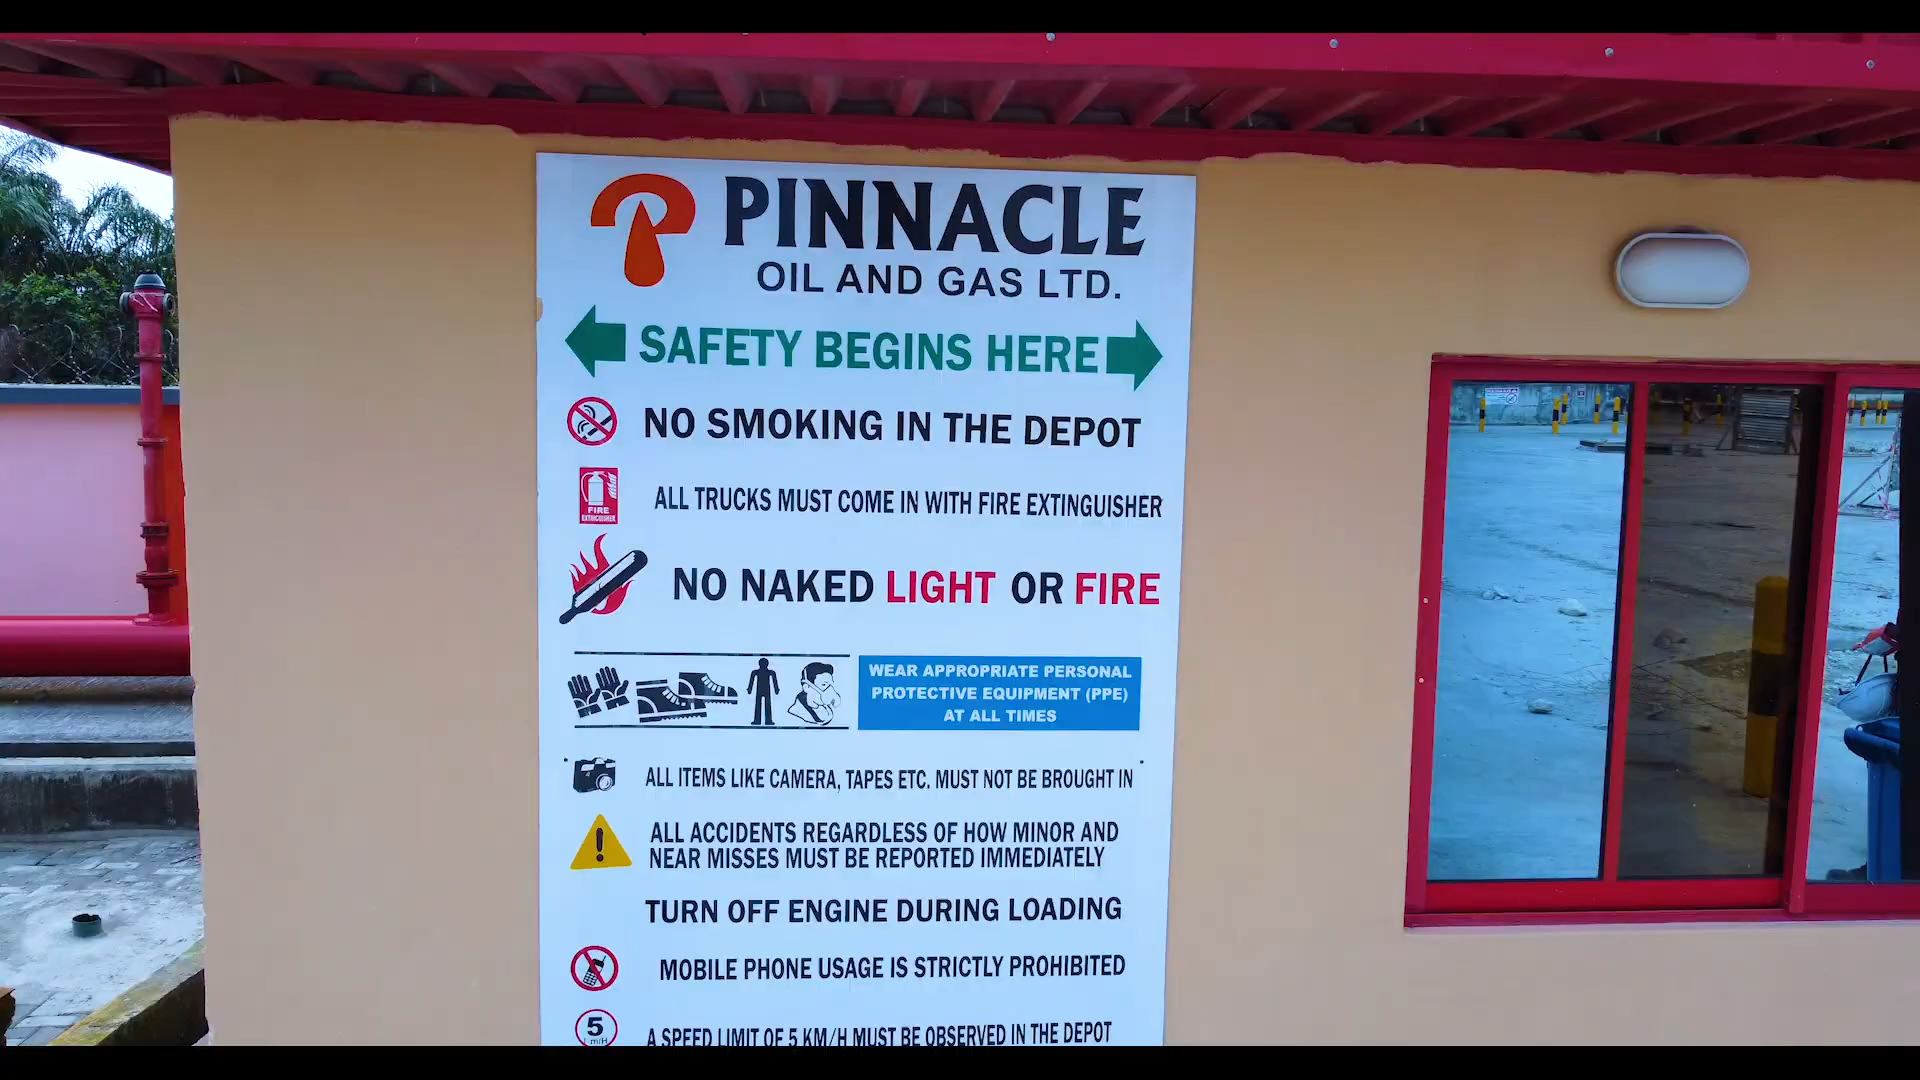 PINNACLE
OIL AND GAS LTD.
SAFETY BEGINS HERE
NO SMOKING IN THE DEPOT
FIRE
EXTINGUISHER
ALL TRUCKS MUST COME IN WITH FIRE EXTINGUISHER
NO NAKED LIGHT OR FIRE
WEAR APPROPRIATE PERSONAL
PROTECTIVE EQUIPMENT (PPE)
AT ALL TIMES
ALL ITEMS LIKE CAMERA, TAPES ETC. MUST NOT BE BROUGHT IN
ALL ACCIDENTS REGARDLESS OF HOW MINOR AND
NEAR MISSES MUST BE REPORTED IMMEDIATELY
TURN OFF ENGINE DURING LOADING
MOBILE PHONE USAGE IS STRICTLY PROHIBITED
5
A SPEED LIMIT OF 5 KM/H MUST BE OBSERVED IN THE DEPOT